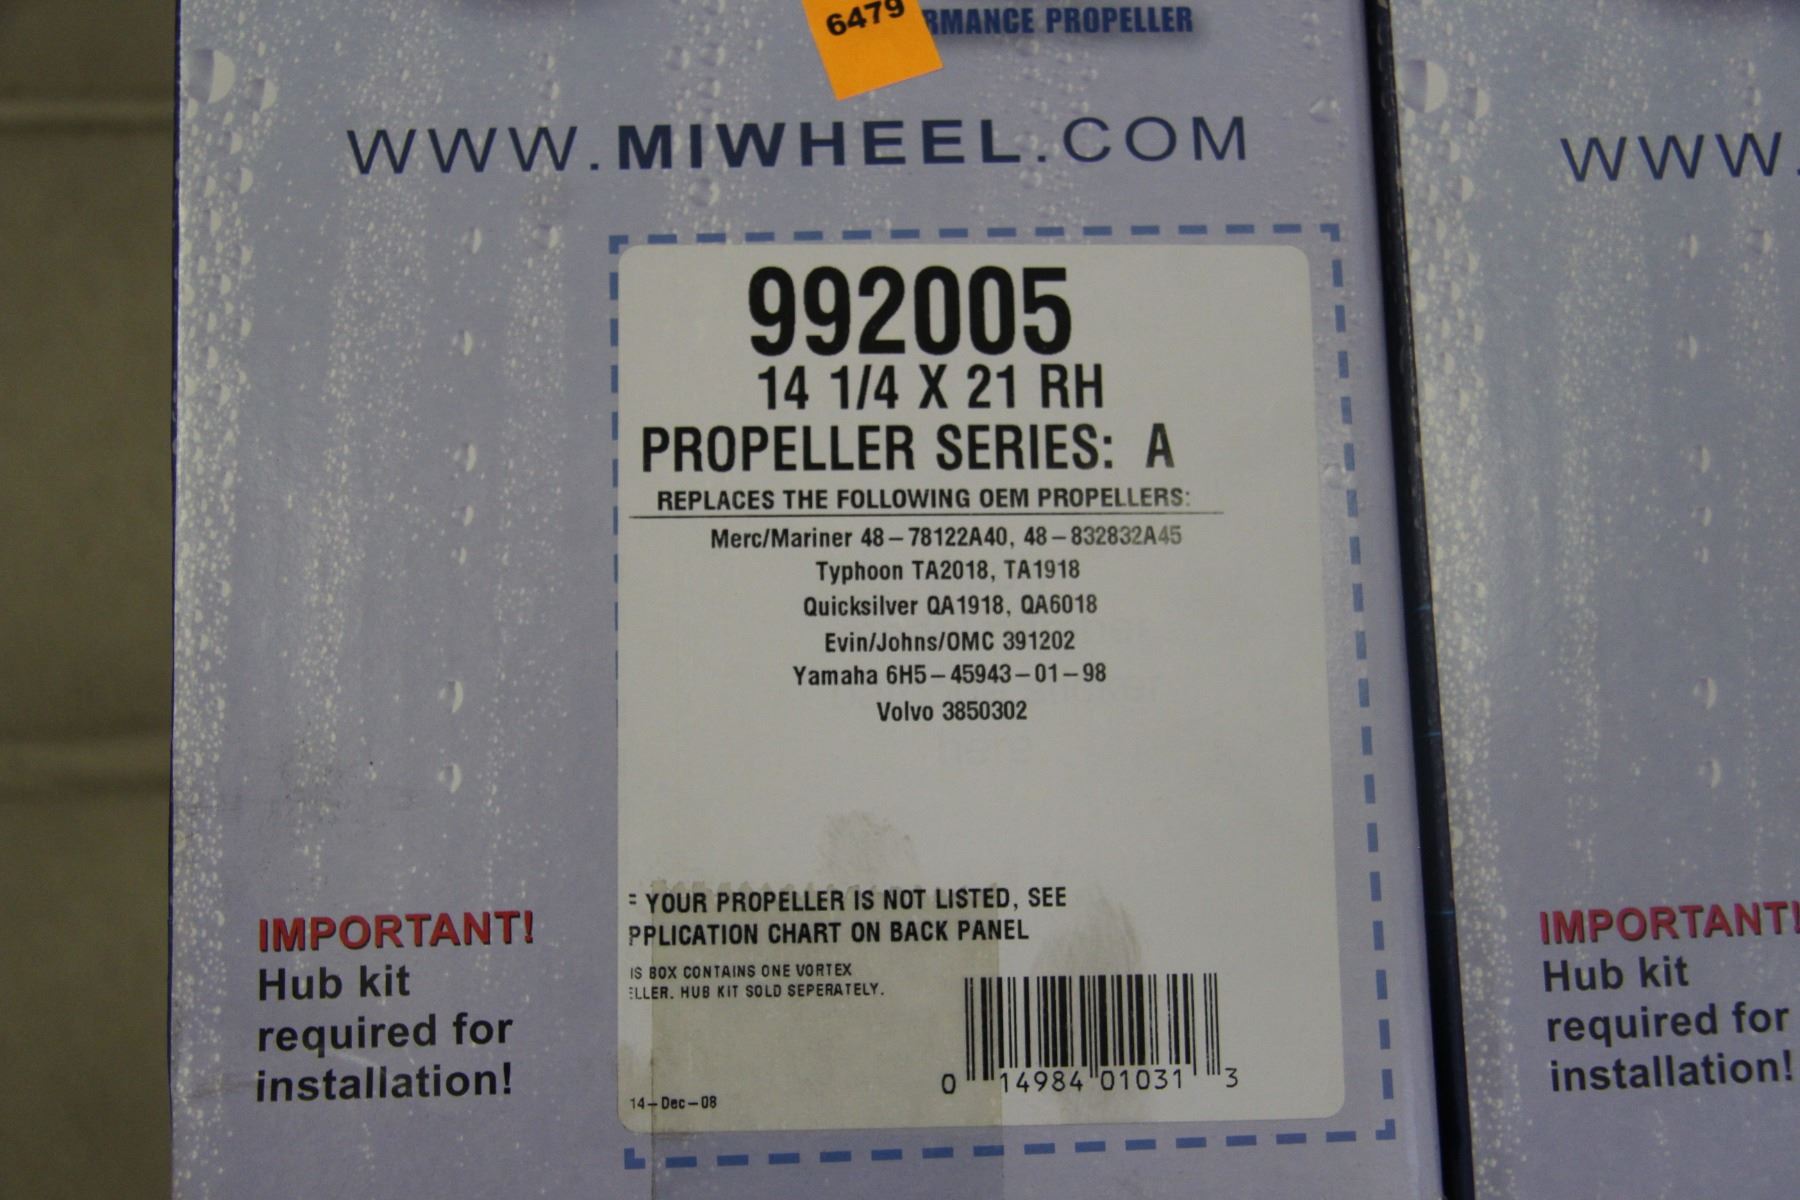 6479
PROPELLER
WWW.MIWHEEL.COM
992005
14 1/4 X 21 RH
PROPELLER SERIES: A
REPLACES THE FOLLOWING OEM PROPELLERS:
Merc/Mariner 48-78122A40, 48-832832A45
Typhoon TA2018, TA1918
Quicksilver QA1918, QA6018
Evin/Johns/OMC 391202
Yamaha 6H5-45943-01-98
Volvo 3850302
YOUR PROPELLER IS NOT LISTED, SEE
PPLICATION CHART ON BACK PANEL
IS BOX CONTAINS ONE VORTEX
ELLER. HUB KIT SOLD SEPERATELY.
14-Dec-08
0 14984 01031 3
IMPORTANT!
Hub kit
required for
installation!
WWW.
IMPORTANT!
Hub kit
required for
installation!